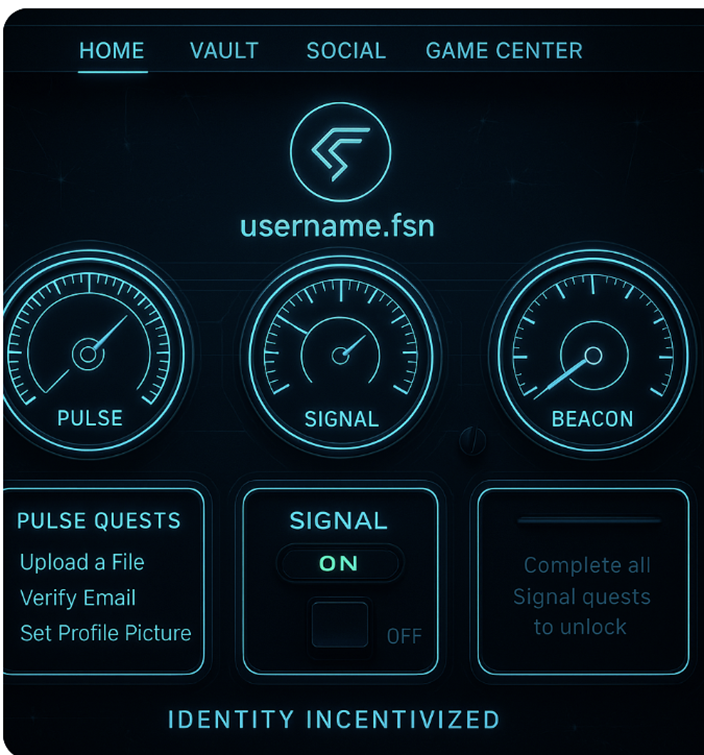 HOME VAULT SOCIAL GAME CENTER
username.fsn
PULSE
SIGNAL
BEACON
PULSE QUESTS
Upload a File
Verify Email
Set Profile Picture
SIGNAL
ON
OFF
Complete all
Signal quests
to unlock
IDENTITY INCENTIVIZED